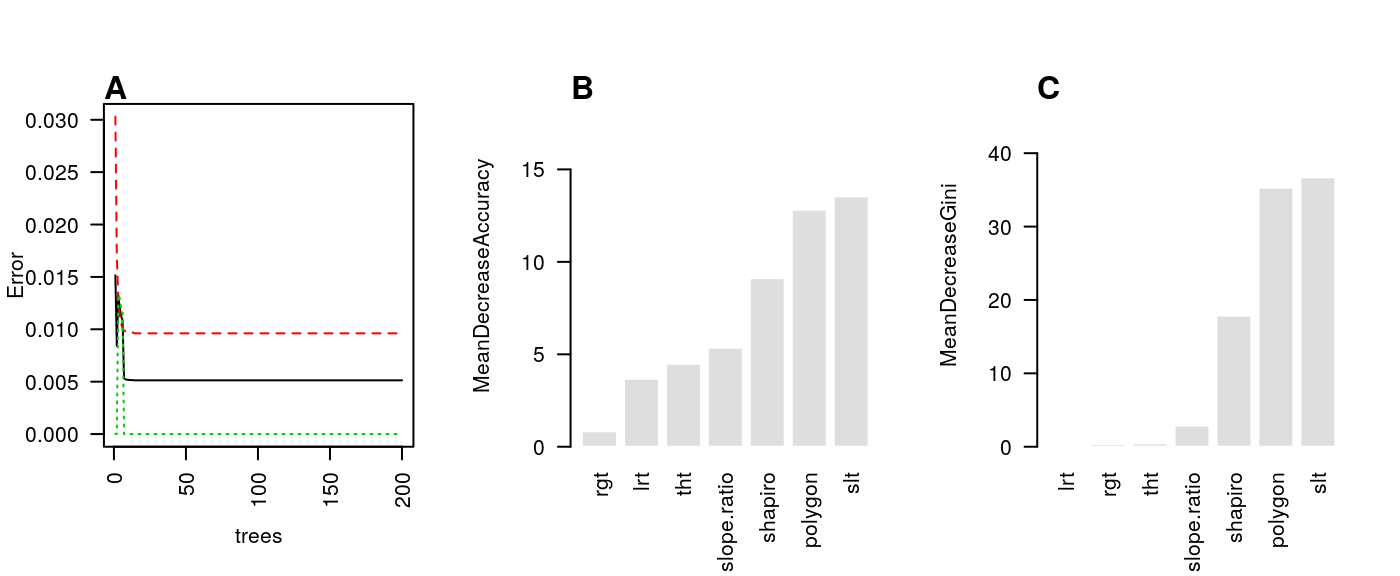 A
Error
0.030
0.025
0.020
0.015
0.010
0.005
0.000
0
50
100
150
200
trees
B
MeanDecreaseAccuracy
15
10
5
0
rgt
lrt
tht
slope.ratio
shapiro
polygon
slt
C
MeanDecreaseGini
40
30
20
10
0
lrt
rgt
tht
slope.ratio
shapiro
polygon
slt